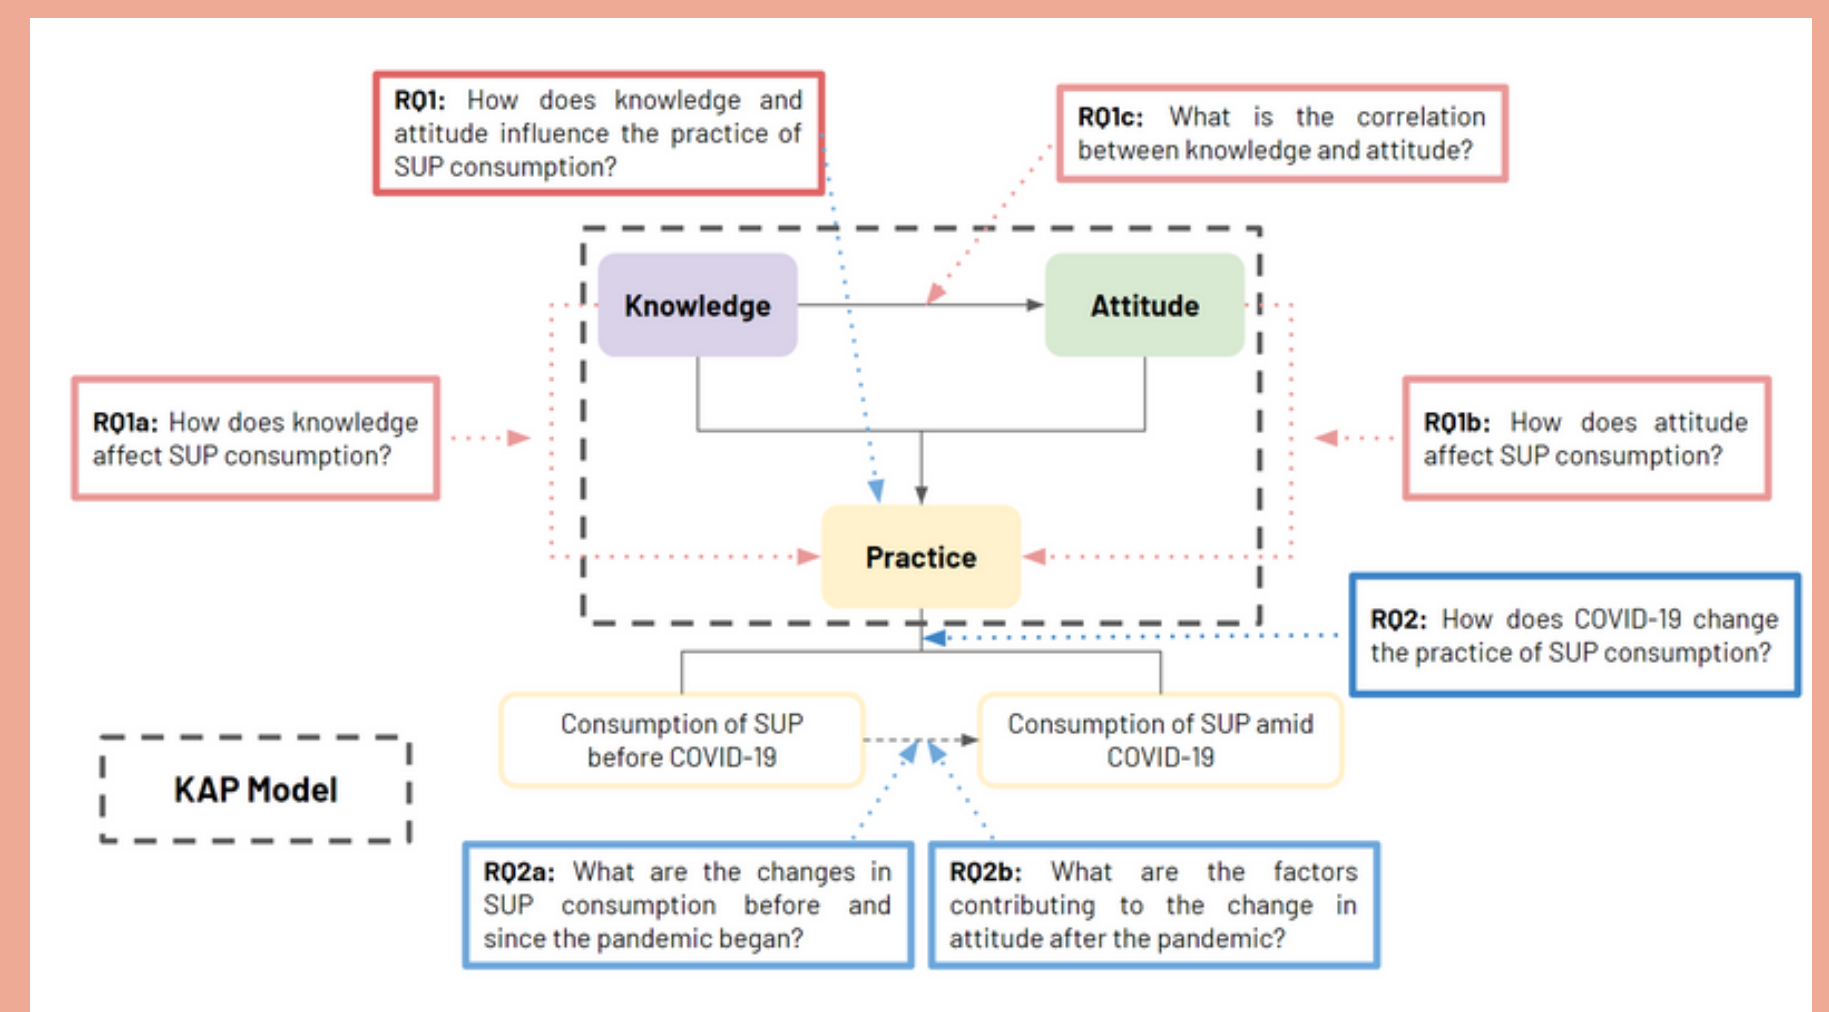 RQ1: How does knowledge and
attitude influence the practice of
SUP consumption?
RQ1c: What is the correlation
between knowledge and attitude?
Knowledge
Attitude
RQ1a: How does knowledge
affect SUP consumption?
RQ1b: How does attitude
affect SUP consumption?
Practice
RQ2: How does COVID-19 change
the practice of SUP consumption?
Consumption of SUP
before COVID-19
Consumption of SUP amid
COVID-19
KAP Model
RQ2a: What are the changes in
SUP consumption before and
since the pandemic began?
RQ2b: What are the factors
contributing to the change in
attitude after the pandemic?